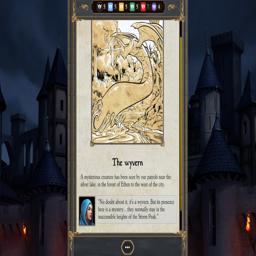 The wyvern
A mysterious creature has been seen by our patrols near the
silver lake, in the forest of Ethas to the west of the city.
"No doubt about it, it's a wyvern. But its presence
here is a mystery... they normally stay in the
inaccessible heights of the Storm Peak."